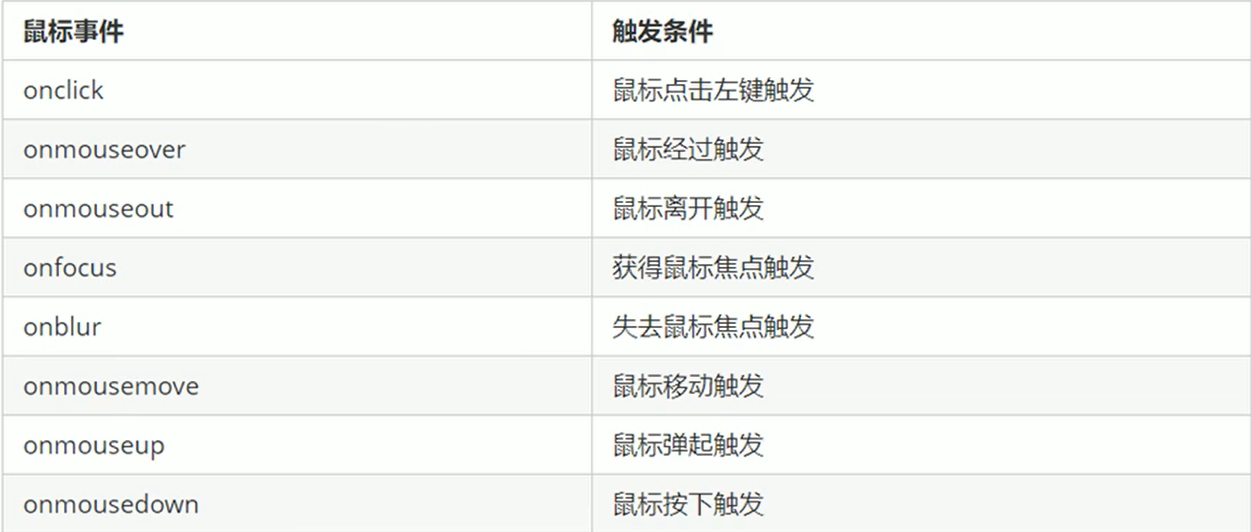 鼠标事件 触发条件
onclick 鼠标点击左键触发
onmouseover 鼠标经过触发
onmouseout 鼠标离开触发
onfocus 获得鼠标焦点触发
onblur 失去鼠标焦点触发
onmousemove 鼠标移动触发
onmouseup 鼠标弹起触发
onmousedown 鼠标按下触发